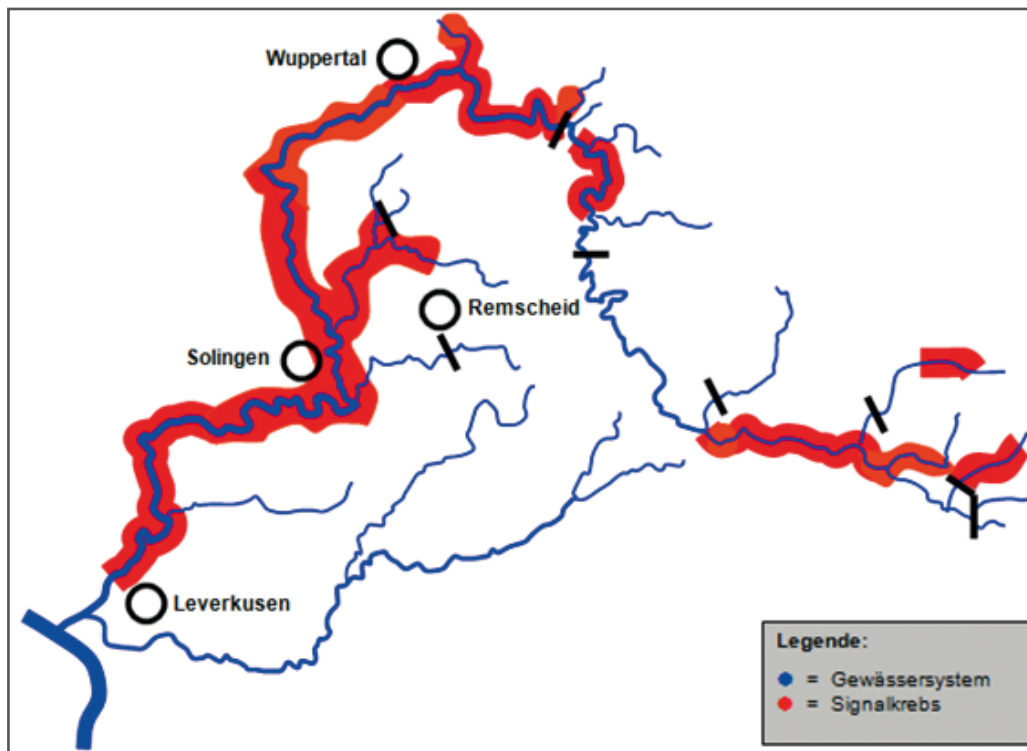 Wuppertal
Remscheid
Solingen
Leverkusen
Legende:
= Gewässersystem
= Signalkrebs